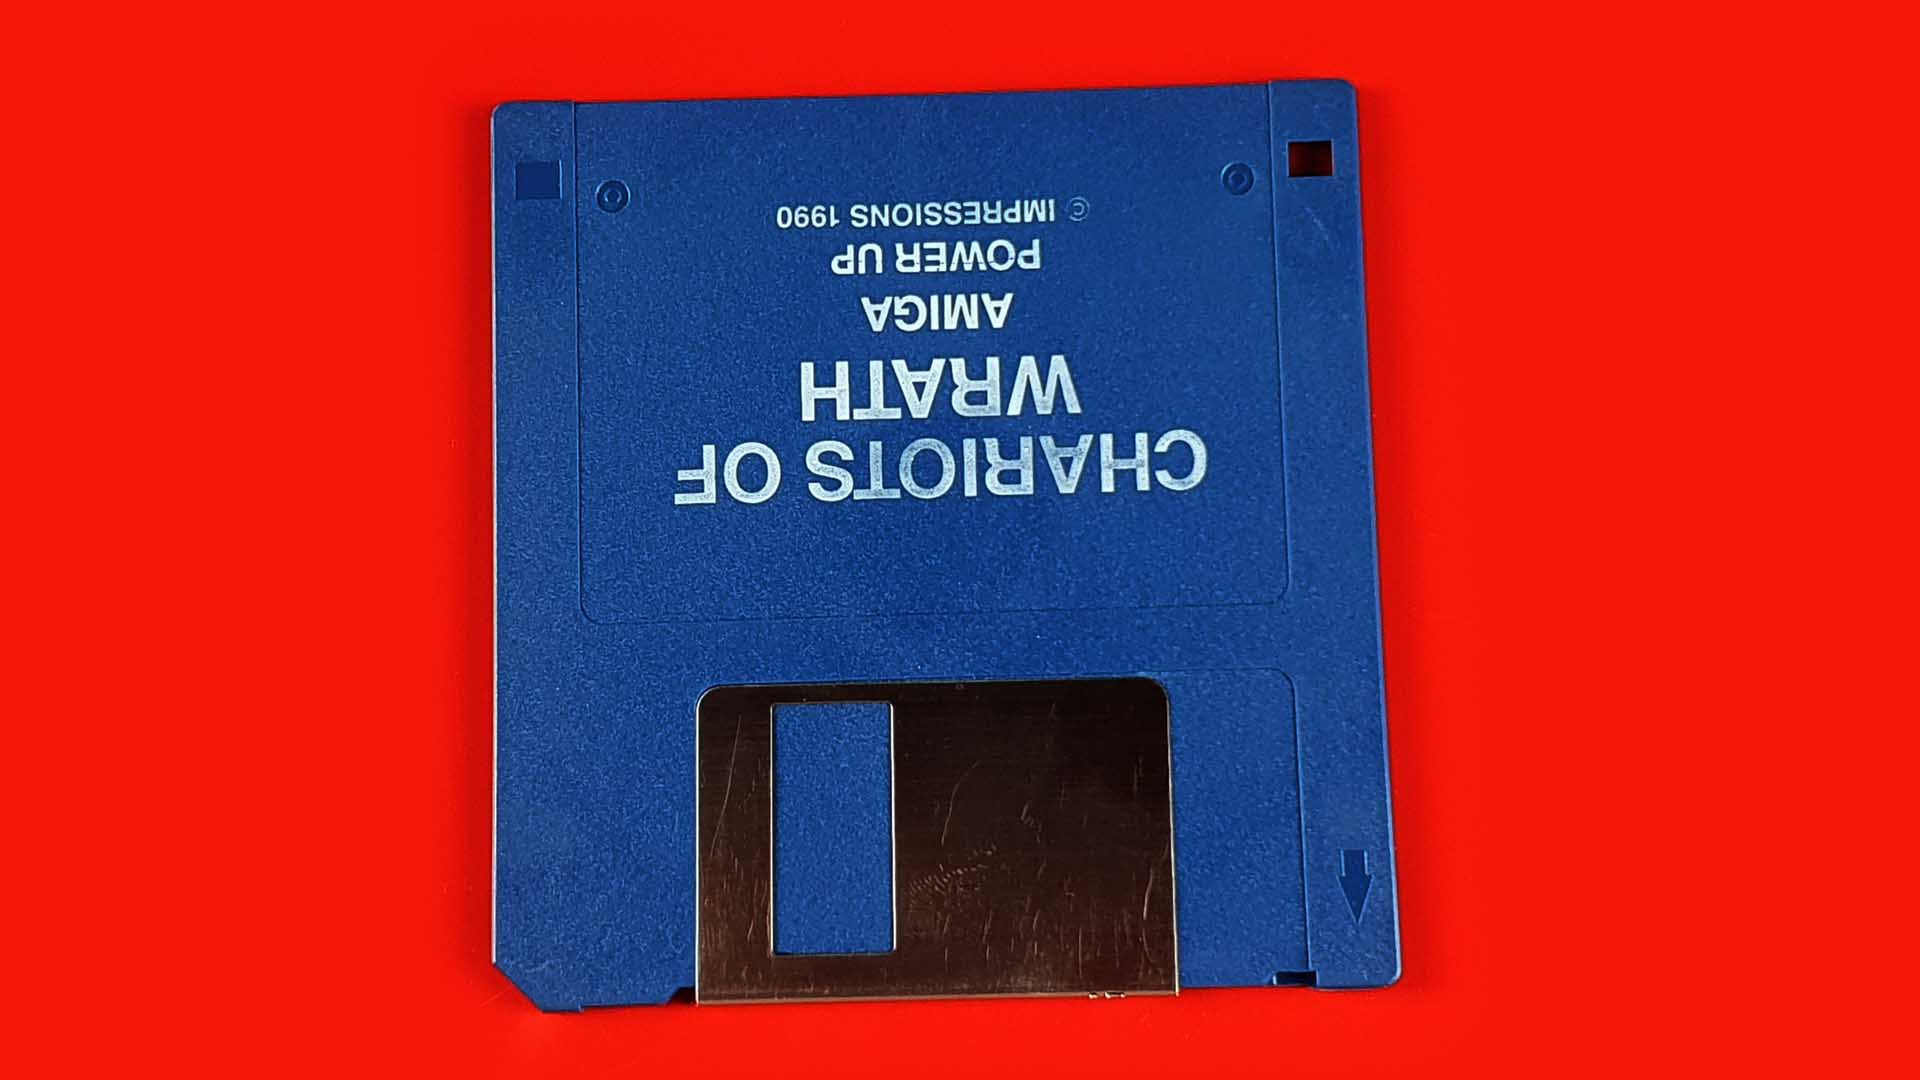 CHARIOTS OF
WRATH
AMIGA
POWER UP
© IMPRESSIONS 1990